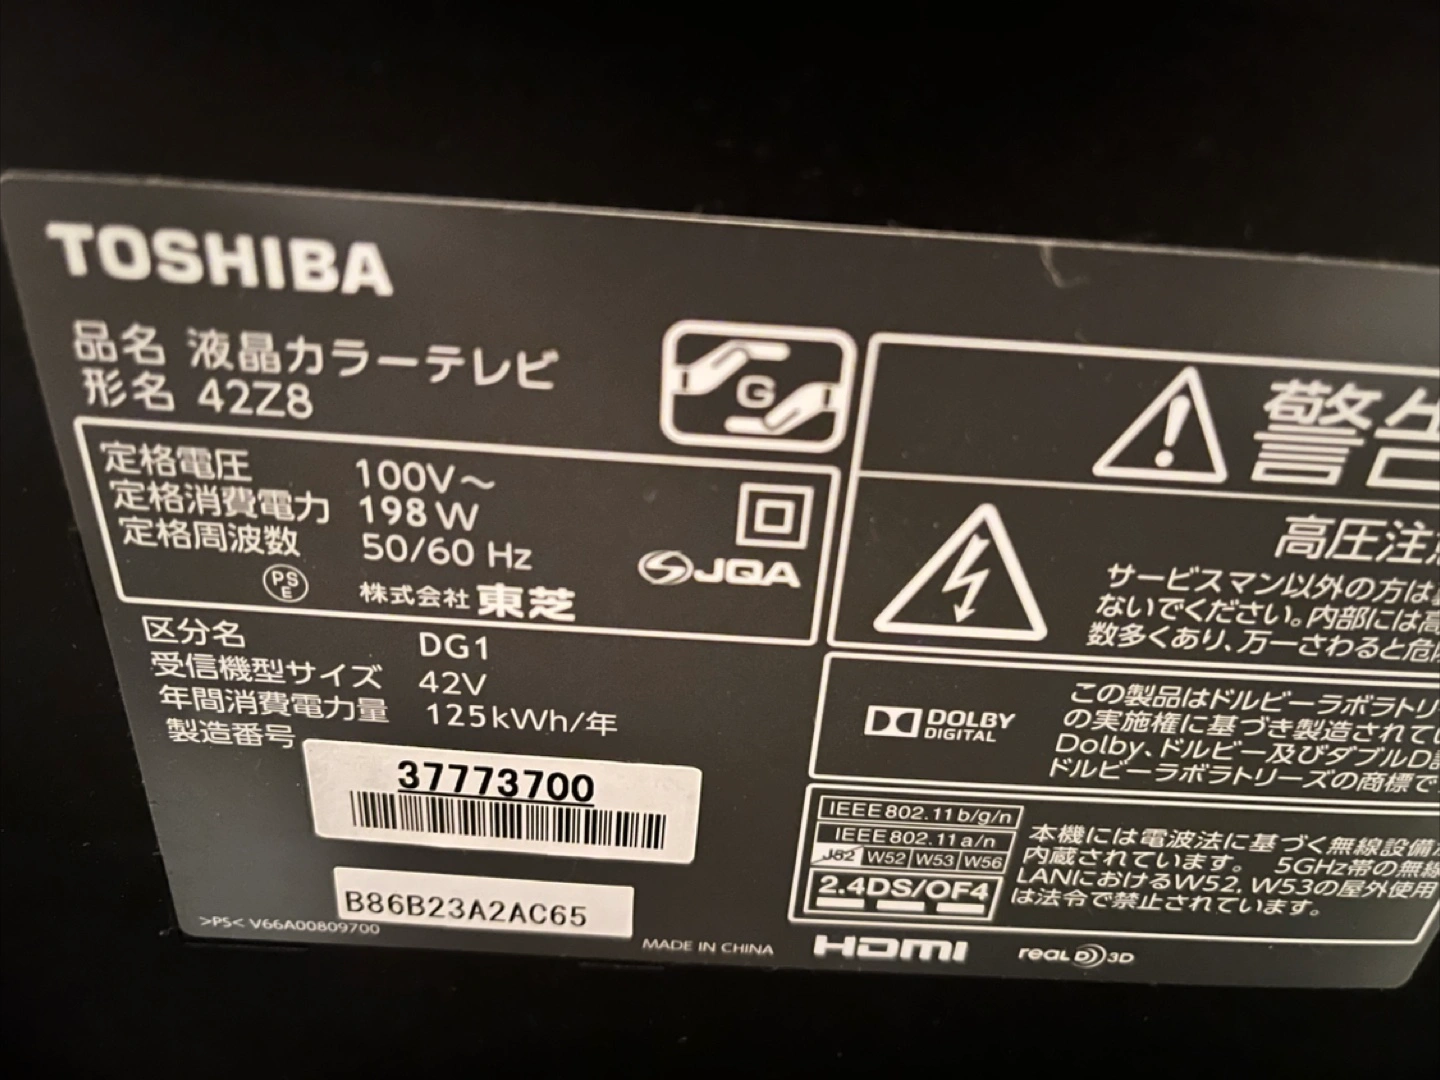 TOSHIBA
品名 液晶カラーテレビ
形名 42Z8
G
定格電圧 100V～
定格消費電力 198W
定格周波数 50/60 Hz
PS
E
株式会社 東芝
JQA
区分名 DG1
受信機型サイズ 42V
年間消費電力量 125kWh/年
製造番号
37773700
B86B23A2AC65
>PS< V66A00809700
MADE IN CHINA
警告
高圧注
サービスマン以外の方は
ないでください。内部には高
数多くあり、万一さわると危
DOLBY
DIGITAL
この製品はドルビーラボラトリ
の実施権に基づき製造されて
Dolby、ドルビー及びダブルD
ドルビーラボラトリーズの商標で
IEEE802.11b/g/n
IEEE802.11a/n
J52 W52 W53 W56
2.4DS/OF4
本機には電波法に基づく無線設備
内蔵されています。 5GHz帯の無線
LANにおけるW52,W53の屋外使用
は法令で禁止されています。
HDMI
REAL D 3D